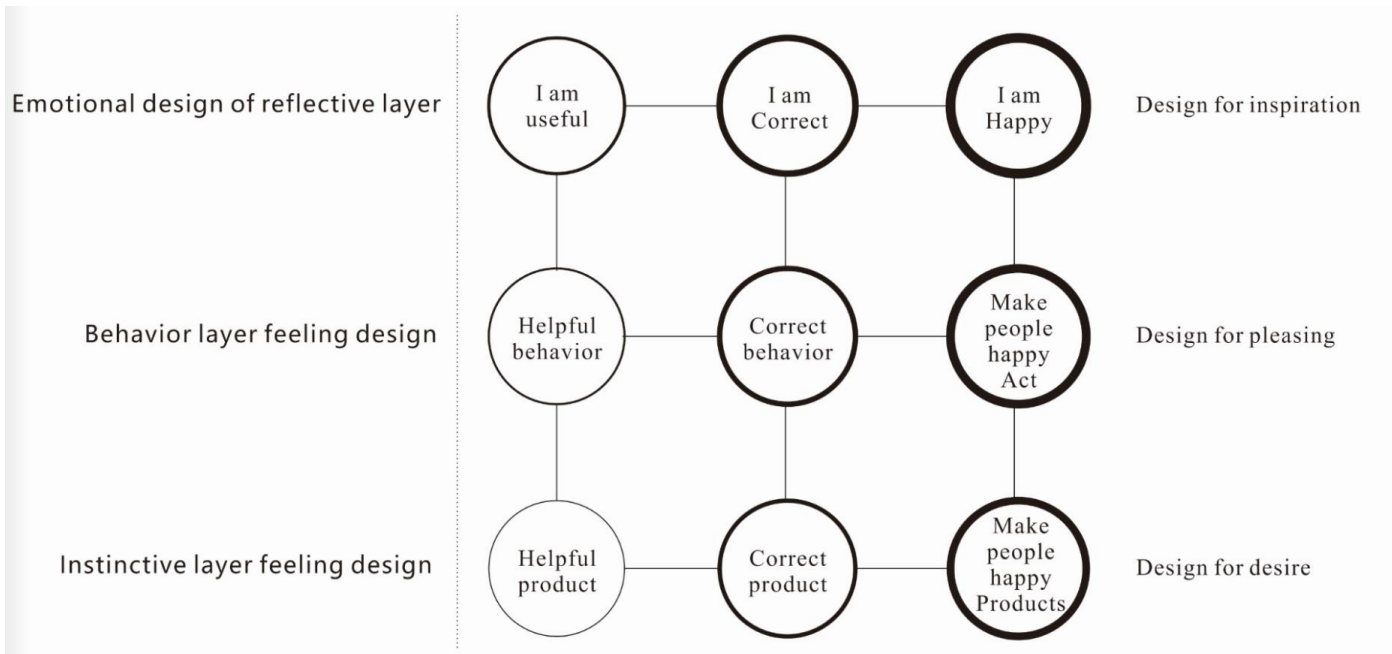 Emotional design of reflective layer
I am
useful
I am
Correct
I am
Happy
Design for inspiration
Behavior layer feeling design
Helpful
behavior
Correct
behavior
Make
people
happy
Act
Design for pleasing
Instinctive layer feeling design
Helpful
product
Correct
product
Make
people
happy
Products
Design for desire